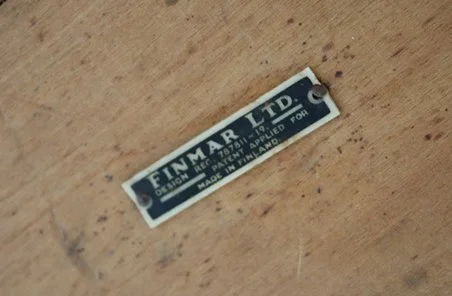 FINMAR LTD.
DESIGN REG. 787811-19.
PATENT APPLIED FOR
MADE IN FINLAND.